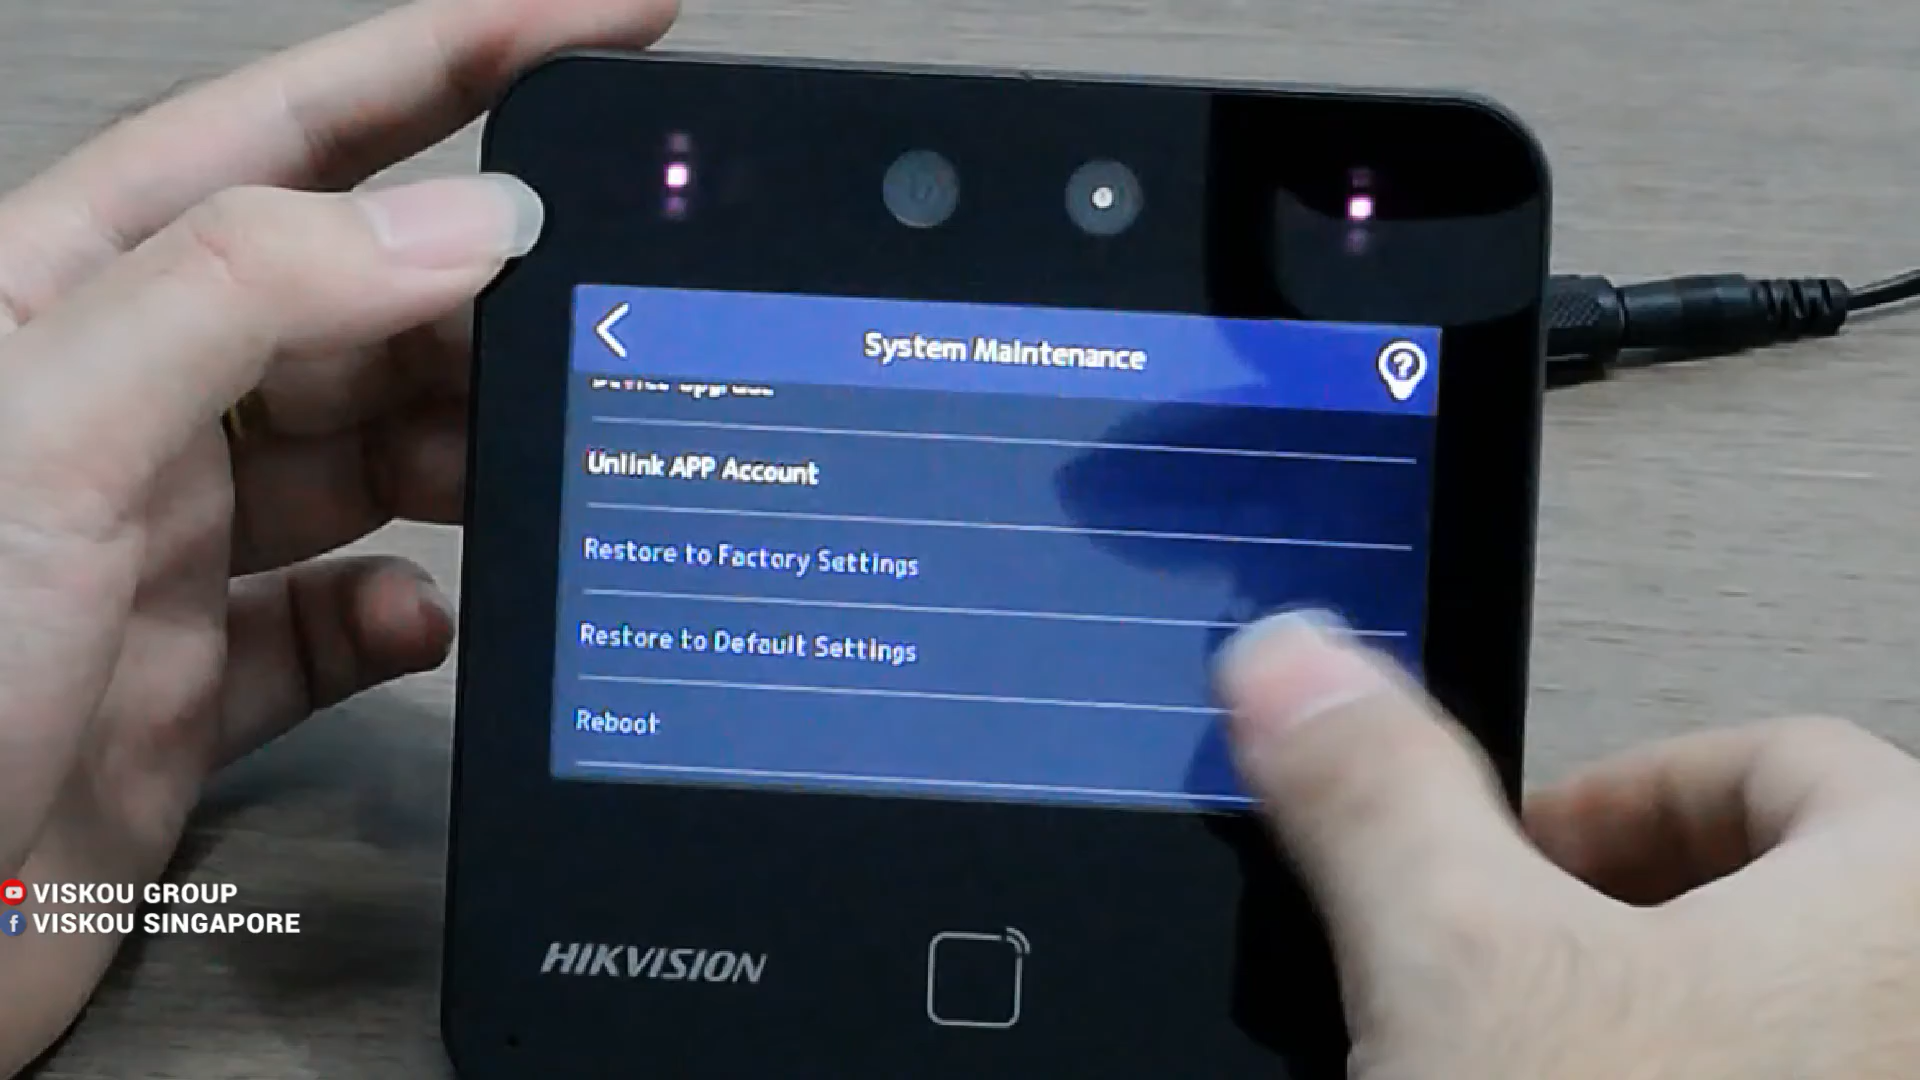 System Maintenance
Unlink APP Account
Restore to Factory Settings
Restore to Default Settings
Reboot
HIKVISION
VISKOU GROUP
VISKOU SINGAPORE